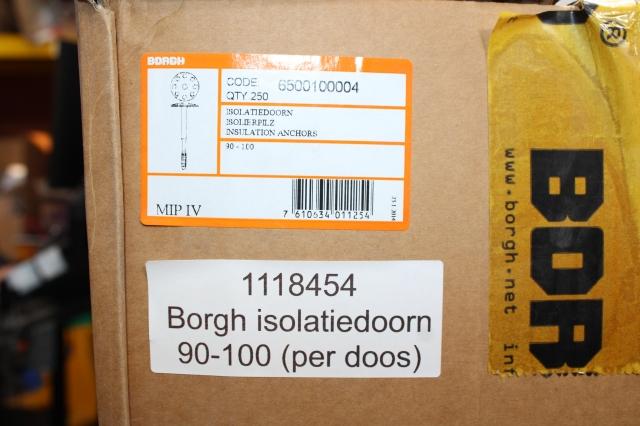 BORGH
CODE: 6500100004
QTY 250
ISOLATIEDOORN
ISOLIERPILZ
INSULATION ANCHORS
90 - 100
MIP IV
7 610634 011254
1118454
Borgh isolatiedoorn
90-100 (per doos)
®
BOR
www.borgh.net inf